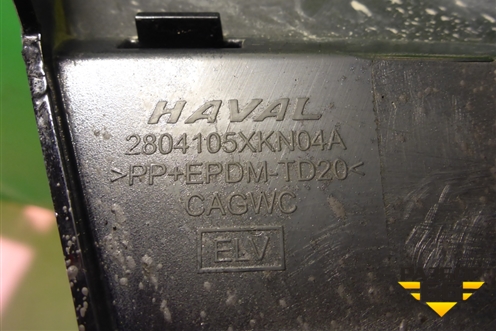 HAVAL
2804105XKN04A
>PP+EPDM-TD20<
CAGWC
ELV